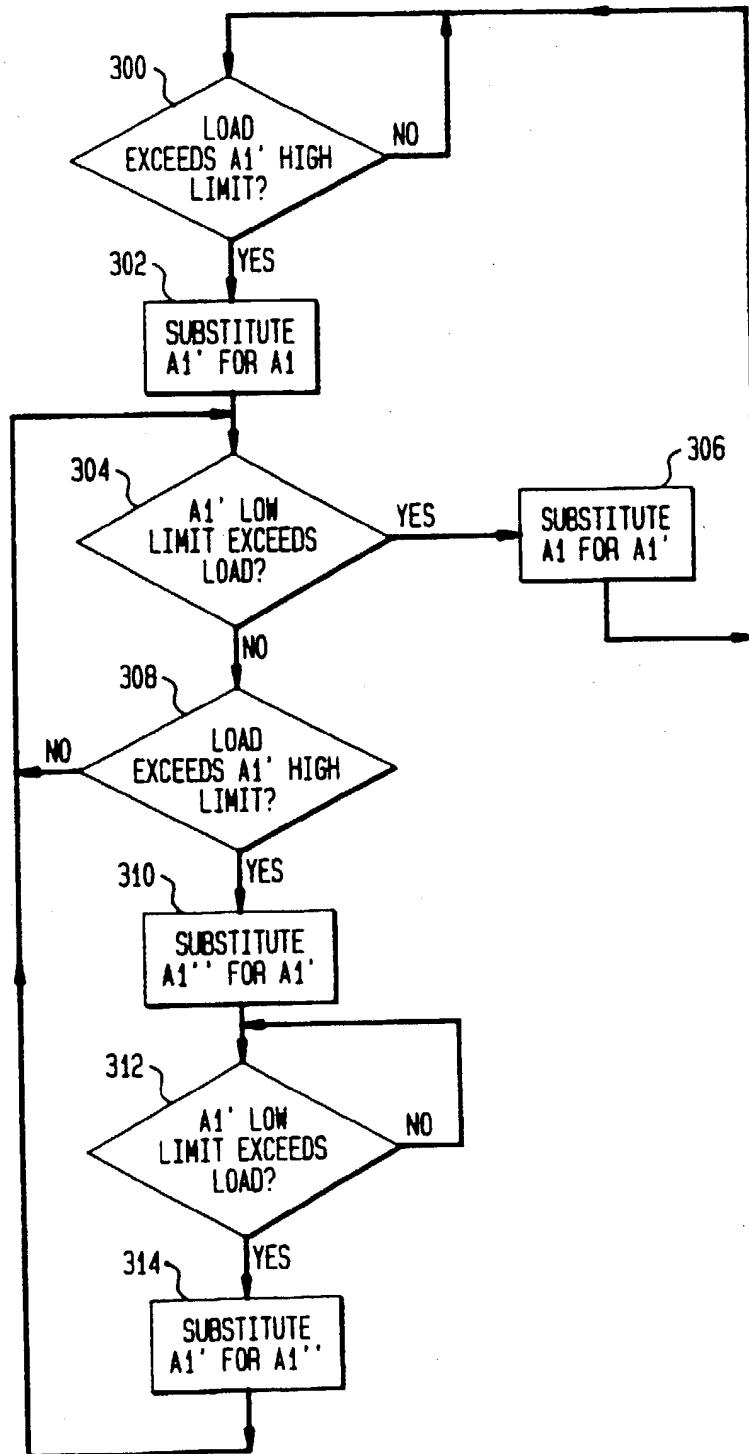 300
LOAD
EXCEEDS A1' HIGH
LIMIT?
NO
YES
302
SUBSTITUTE
A1' FOR A1
304
A1' LOW
LIMIT EXCEEDS
LOAD?
YES
306
SUBSTITUTE
A1 FOR A1'
NO
308
LOAD
EXCEEDS A1' HIGH
LIMIT?
NO
YES
310
SUBSTITUTE
A1'' FOR A1'
312
A1' LOW
LIMIT EXCEEDS
LOAD?
NO
YES
314
SUBSTITUTE
A1' FOR A1''